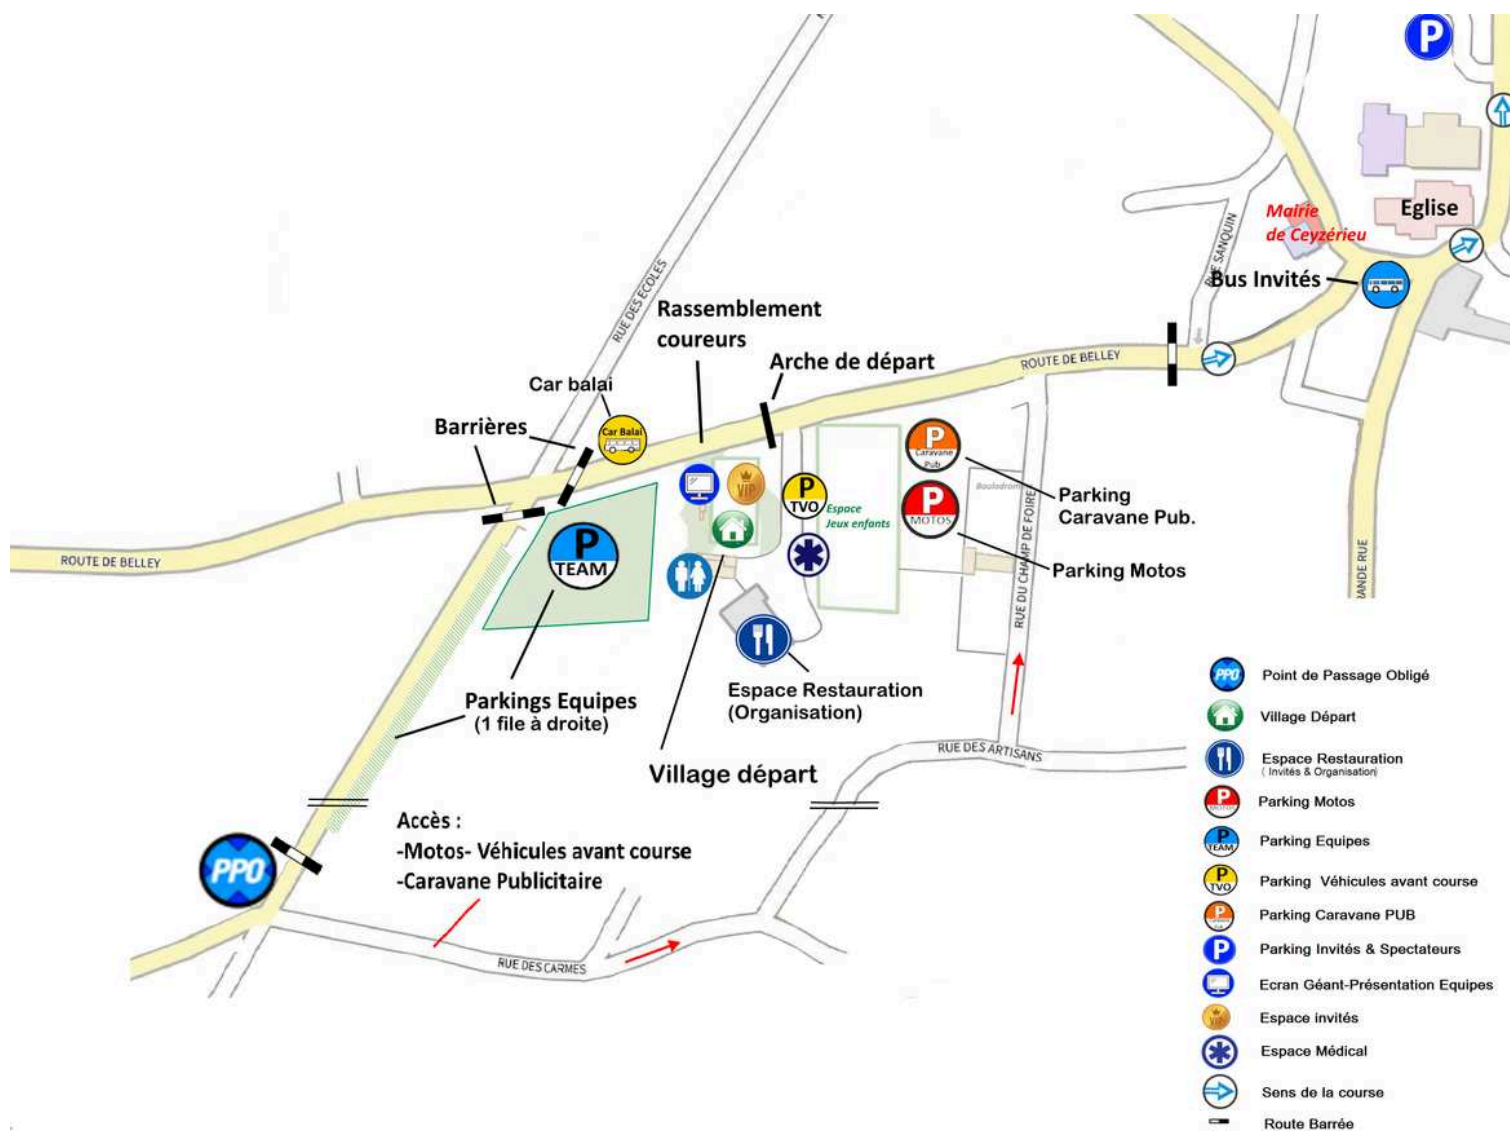 P
Mairie
de Ceyzérieu
Eglise
RUE SANQUIN
Bus Invités
RUE DES ECOLES
Rassemblement
coureurs
Arche de départ
ROUTE DE BELLEY
Car balai
Car Balai
Barrières
P
Caravane
Pub
VIP
P
TVO
Espace
Jeux enfants
P
MOTOS
Boulodrome
Parking
Caravane Pub.
Parking Motos
ROUTE DE BELLEY
P
TEAM
RUE DU CHAMP DE FOIRE
Parkings Equipes
(1 file à droite)
Espace Restauration
(Organisation)
Village départ
RUE DES ARTISANS
Accès :
-Motos- Véhicules avant course
-Caravane Publicitaire
PPO
RUE DES CARMES
PPO
Point de Passage Obligé
Village Départ
Espace Restauration
( Invités & Organisation)
P
MOTOS
Parking Motos
P
TEAM
Parking Equipes
P
TVO
Parking Véhicules avant course
P
Parking Caravane PUB
P
Parking Invités & Spectateurs
Ecran Géant-Présentation Equipes
VIP
Espace invités
Espace Médical
Sens de la course
Route Barrée